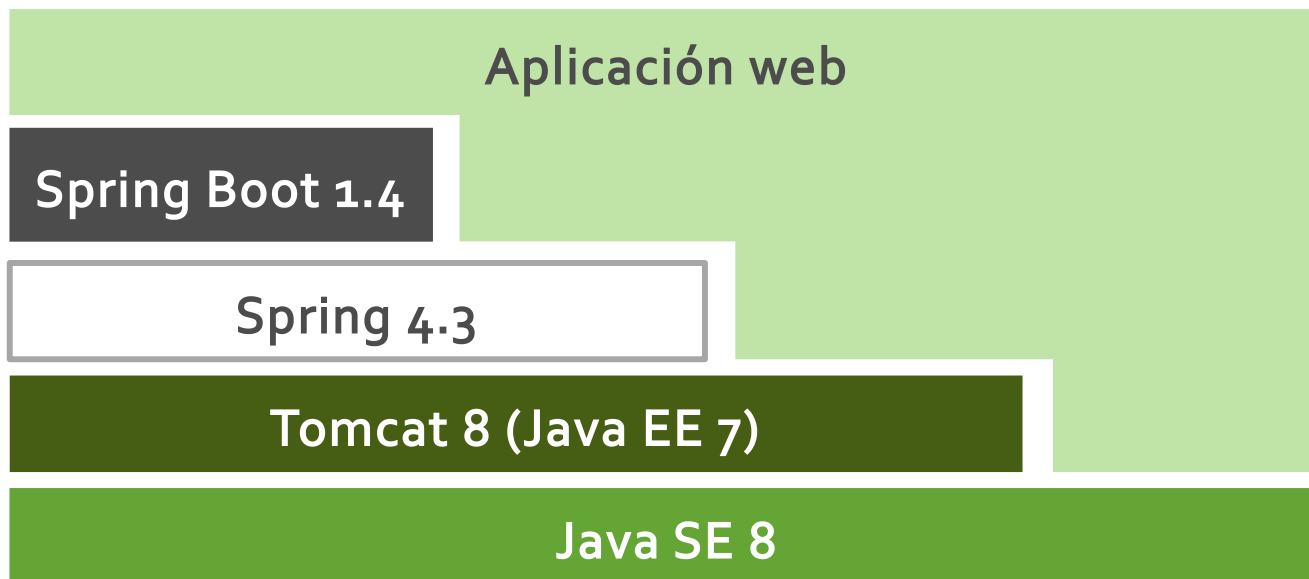 Aplicación web
Spring Boot 1.4
Spring 4.3
Tomcat 8 (Java EE 7)
Java SE 8